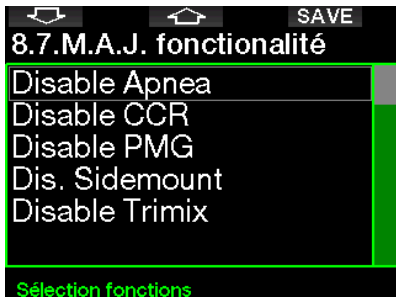 SAVE
8.7.M.A.J. fonctionalité
Disable Apnea
Disable CCR
Disable PMG
Dis. Sidemount
Disable Trimix
Sélection fonctions